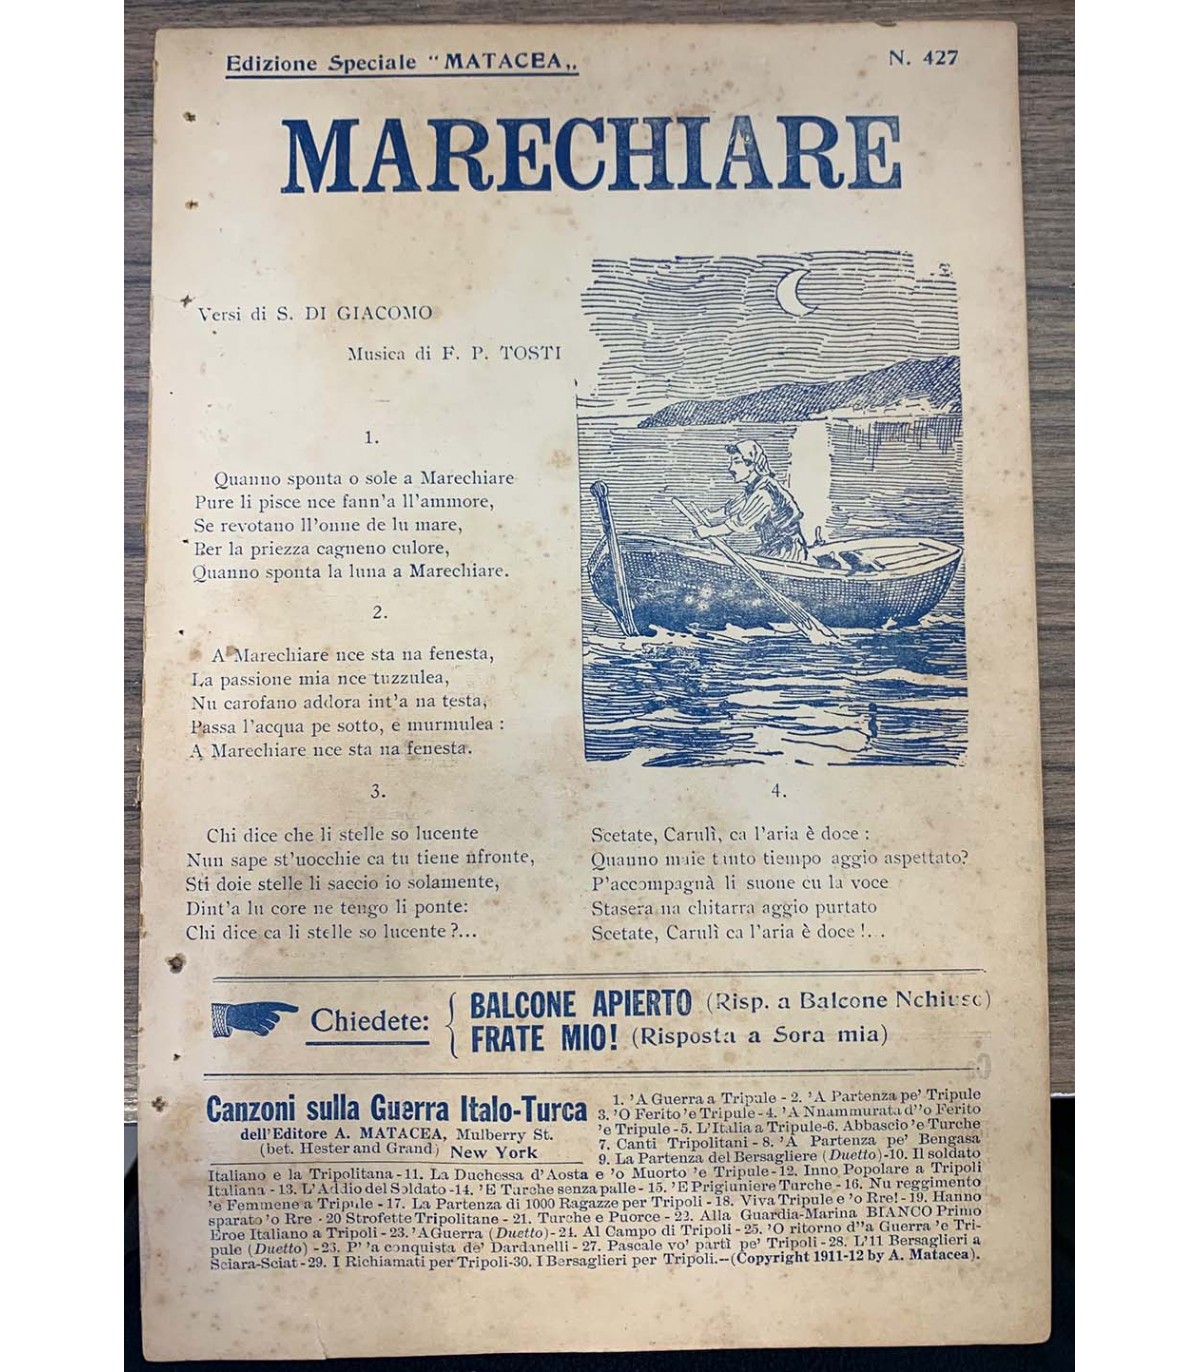 Edizione Speciale “MATACEA„
N. 427
MARECHIARE
Versi di S. DI GIACOMO
Musica di F. P. TOSTI
1.
Quanno sponta o sole a Marechiare
Pure li pisce nce fann'a ll'ammore,
Se revotano ll'onne de lu mare,
Per la priezza cagneno culore,
Quanno sponta la luna a Marechiare.
2.
A Marechiare nce sta na fenesta,
La passione mia nce tuzzulea,
Nu carofano addora int'a na testa,
Passa l'acqua pe sotto, e murmulea :
A Marechiare nce sta na fenesta.
3.
Chi dice che li stelle so lucente
Nun sape st'uocchie ca tu tiene nfronte,
Sti doie stelle li saccio io solamente,
Dint'a lu core ne tengo li ponte:
Chi dice ca li stelle so lucente ?...
4.
Scetate, Carulì, ca l'aria è doce :
Quanno maie tanto tiempo aggio aspettato?
P'accompagnà li suone cu la voce
Stasera na chitarra aggio purtato
Scetate, Carulì ca l'aria è doce !...
Chiedete:
BALCONE APIERTO (Risp. a Balcone Nchiuso)
FRATE MIO! (Risposta a Sora mia)
Canzoni sulla Guerra Italo-Turca
dell'Editore A. MATACEA, Mulberry St.
(bet. Hester and Grand) New York
1. 'A Guerra a Tripule - 2. 'A Partenza pe' Tripule
3. 'O Ferito 'e Tripule - 4. 'A Nnammurata d''o Ferito
'e Tripule - 5. L'Italia a Tripule-6. Abbascio 'e Turche
7. Canti Tripolitani - 8. 'A Partenza pe' Bengasa
9. La Partenza del Bersagliere (Duetto)-10. Il soldato
Italiano e la Tripolitana - 11. La Duchessa d'Aosta e 'o Muorto 'e Tripule - 12. Inno Popolare a Tripoli
Italiana - 13. L'Addio del Soldato - 14. 'E Turche senza palle - 15. 'E Prigiuniere Turche - 16. Nu reggimento
'e Femmene a Tripule - 17. La Partenza di 1000 Ragazze per Tripoli - 18. Viva Tripule e 'o Rre! - 19. Hanno
sparato 'o Rre - 20 Strofette Tripolitane - 21. Turche e Puorce - 22. Alla Guardia-Marina BIANCO Primo
Eroe Italiano a Tripoli - 23. 'A Guerra (Duetto) - 24. Al Campo di Tripoli - 25. 'O ritorno d''a Guerra 'e Tri-
pule (Duetto) - 23. P' 'a conquista de' Dardanelli - 27. Pascale vo' partì pe' Tripoli - 28. L'11 Bersaglieri a
Sciara-Sciat - 29. I Richiamati per Tripoli-30. I Bersaglieri per Tripoli.--(Copyright 1911-12 by A. Matacea).